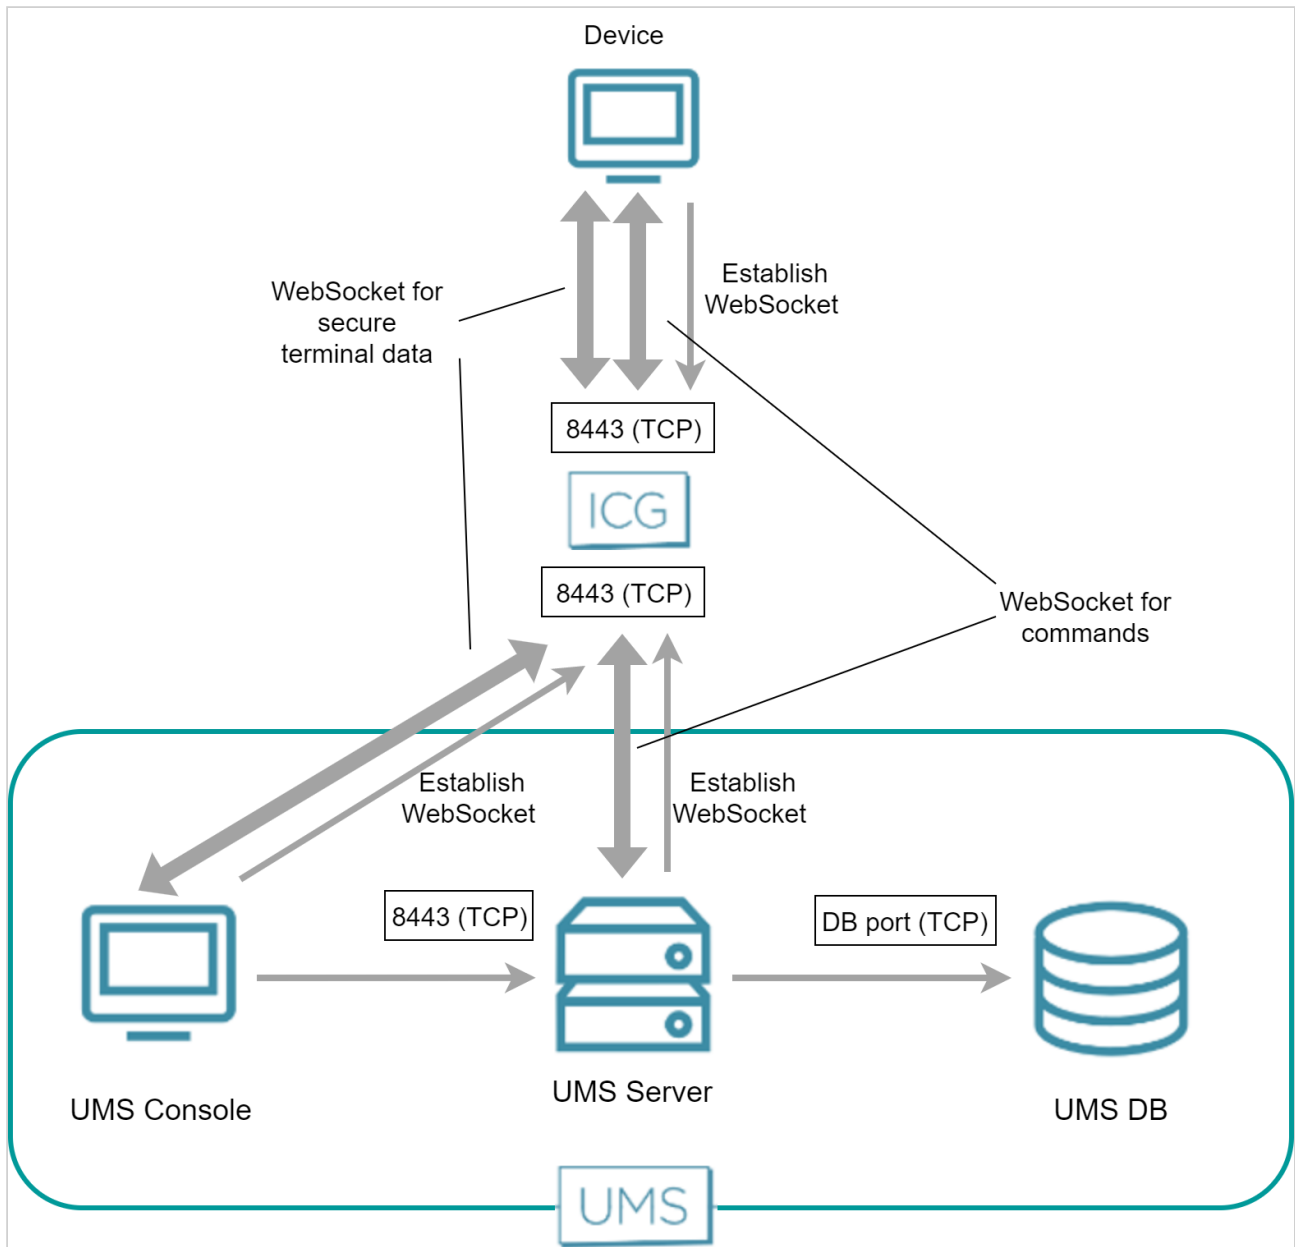 Device
Establish
WebSocket
WebSocket for
secure
terminal data
8443 (TCP)
ICG
8443 (TCP)
WebSocket for
commands
Establish
WebSocket
Establish
WebSocket
8443 (TCP)
DB port (TCP)
UMS Console
UMS Server
UMS DB
UMS